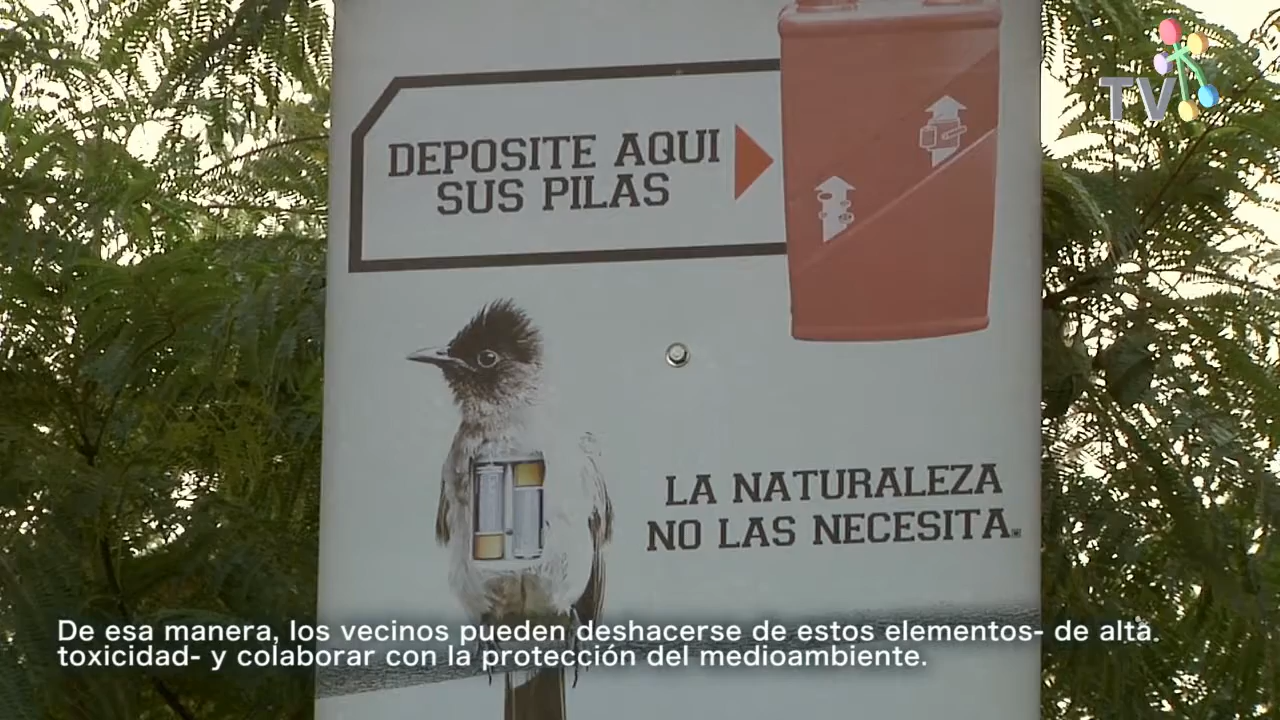 TV
DEPOSITE AQUI
SUS PILAS
LA NATURALEZA
NO LAS NECESITA.
De esa manera, los vecinos pueden deshacerse de estos elementos- de alta.
toxicidad- y colaborar con la protección del medioambiente.